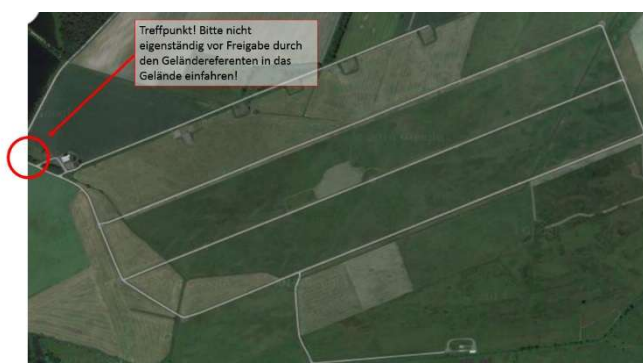 Treffpunkt! Bitte nicht
eigenständig vor Freigabe durch
den Geländereferenten in das
Gelände einfahren!